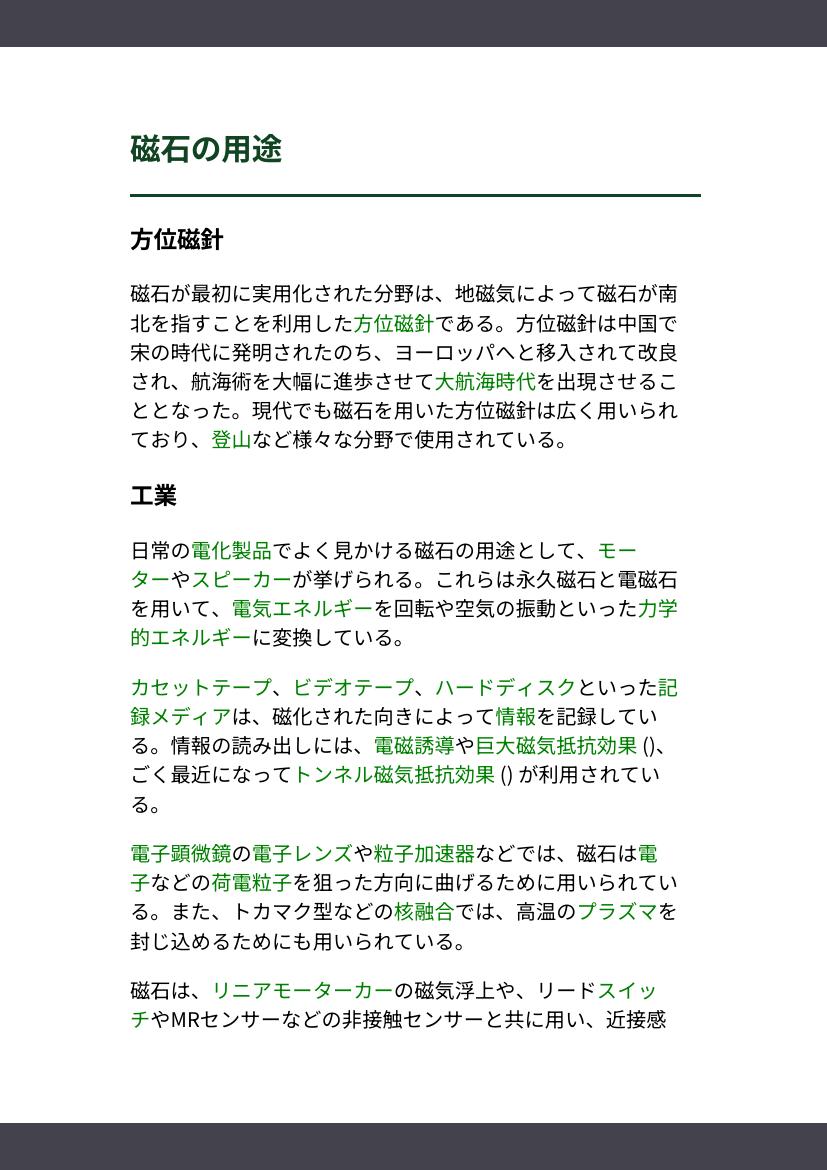 磁石の用途
方位磁針
磁石が最初に実用化された分野は、地磁気によって磁石が南
北を指すことを利用した方位磁針である。方位磁針は中国で
宋の時代に発明されたのち、ヨーロッパへと移入されて改良
され、航海術を大幅に進歩させて大航海時代を出現させるこ
ととなった。現代でも磁石を用いた方位磁針は広く用いられ
ており、登山など様々な分野で使用されている。
工業
日常の電化製品でよく見かける磁石の用途として、モー
ターやスピーカーが挙げられる。これらは永久磁石と電磁石
を用いて、電気エネルギーを回転や空気の振動といった力学
的エネルギーに変換している。
カセットテープ、ビデオテープ、ハードディスクといった記
録メディアは、磁化された向きによって情報を記録してい
る。情報の読み出しには、電磁誘導や巨大磁気抵抗効果 ()、
ごく最近になってトンネル磁気抵抗効果 () が利用されてい
る。
電子顕微鏡の電子レンズや粒子加速器などでは、磁石は電
子などの荷電粒子を狙った方向に曲げるために用いられてい
る。また、トカマク型などの核融合では、高温のプラズマを
封じ込めるためにも用いられている。
磁石は、リニアモーターカーの磁気浮上や、リードスイッ
チやMRセンサーなどの非接触センサーと共に用い、近接感